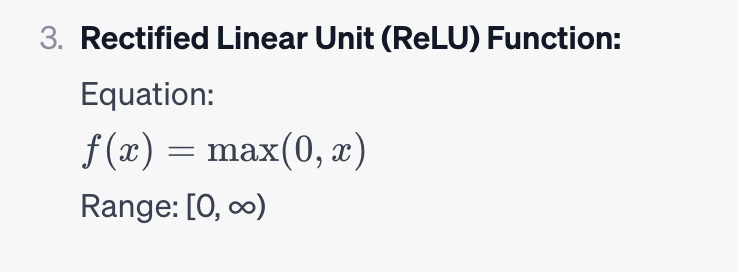 3. Rectified Linear Unit (ReLU) Function:
Equation:
f(x) = max(0, x)
Range: [0, ∞)